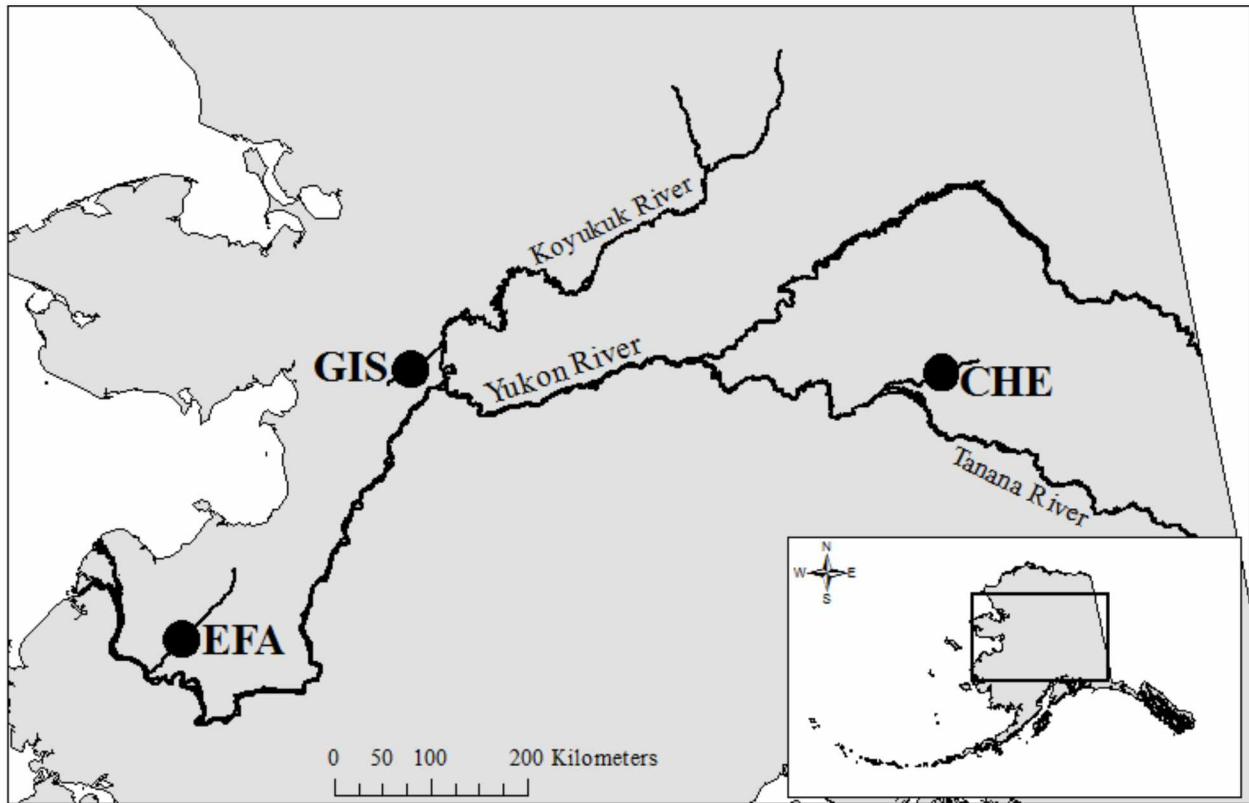 Koyukuk River
GIS
Yukon River
CHE
Tanana River
EFA
N
W E
S
0 50 100 200 Kilometers